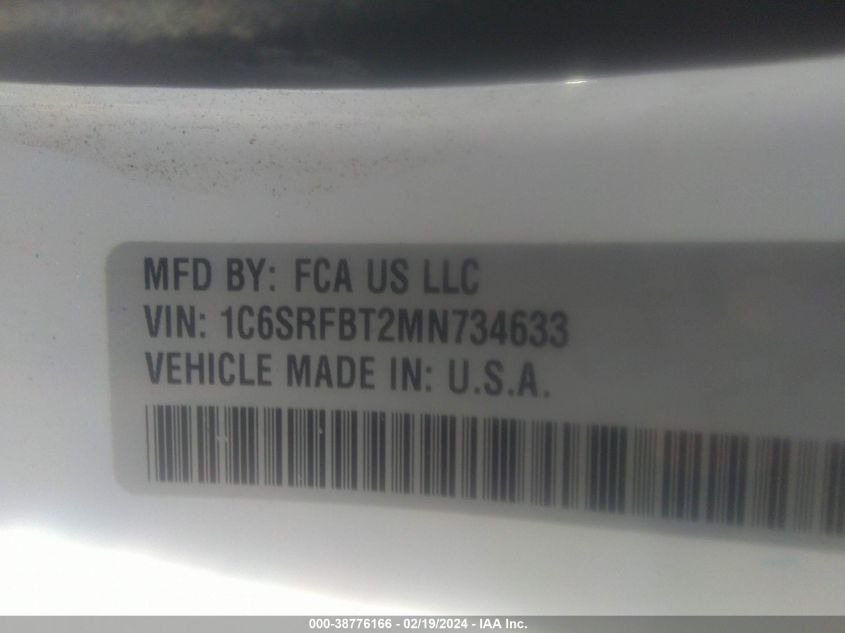 MFD BY: FCA US LLC
VIN: 1C6SRFBT2MN734633
VEHICLE MADE IN: U.S.A.
000-38776166 - 02/19/2024 - IAA Inc.